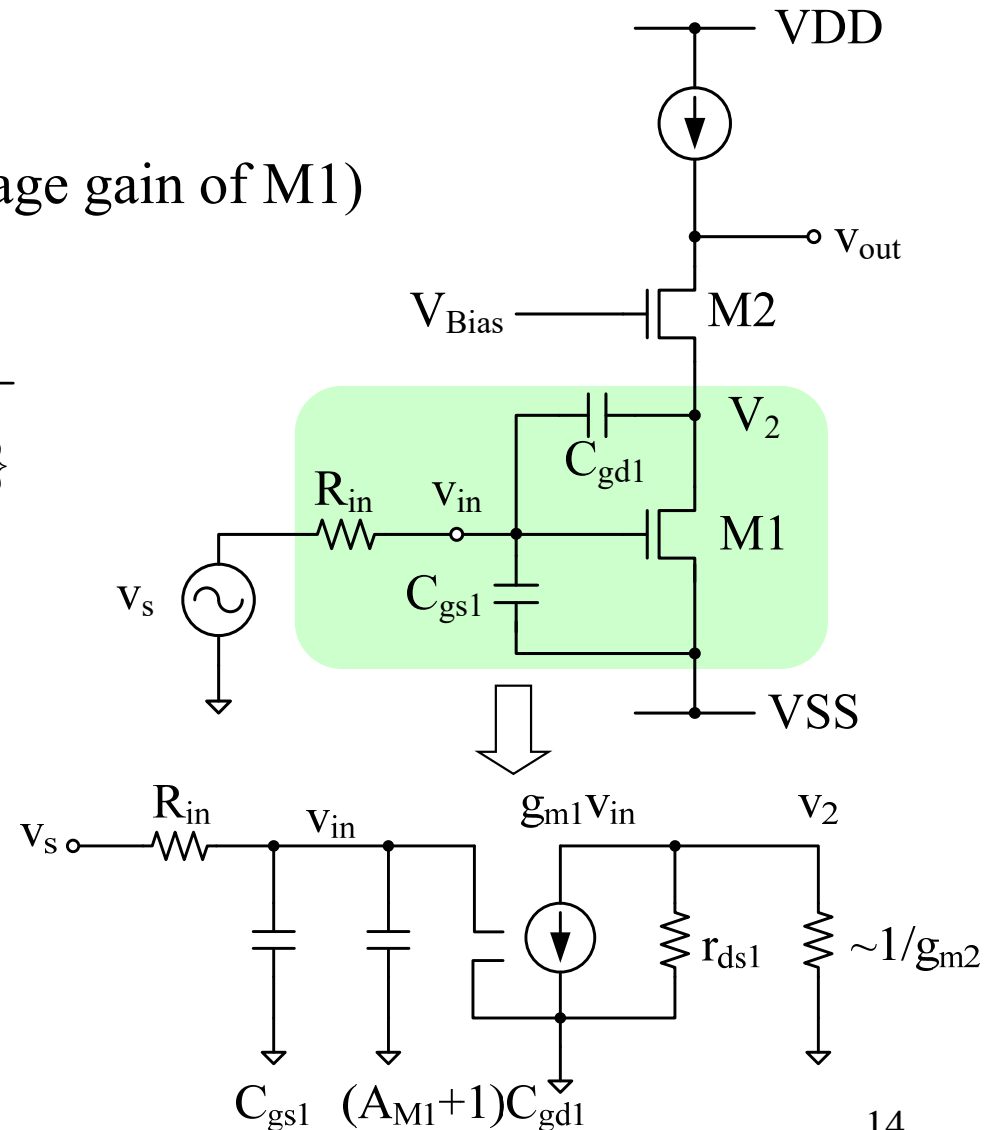 VDD
age gain of M1)
vout
VBias
M2
V2
Cgd1
Rin
vin
M1
Cgs1
vs
VSS
Rin
vin
gm1vin
v2
vs
rds1
~1/gm2
Cgs1
(AM1+1)Cgd1
14